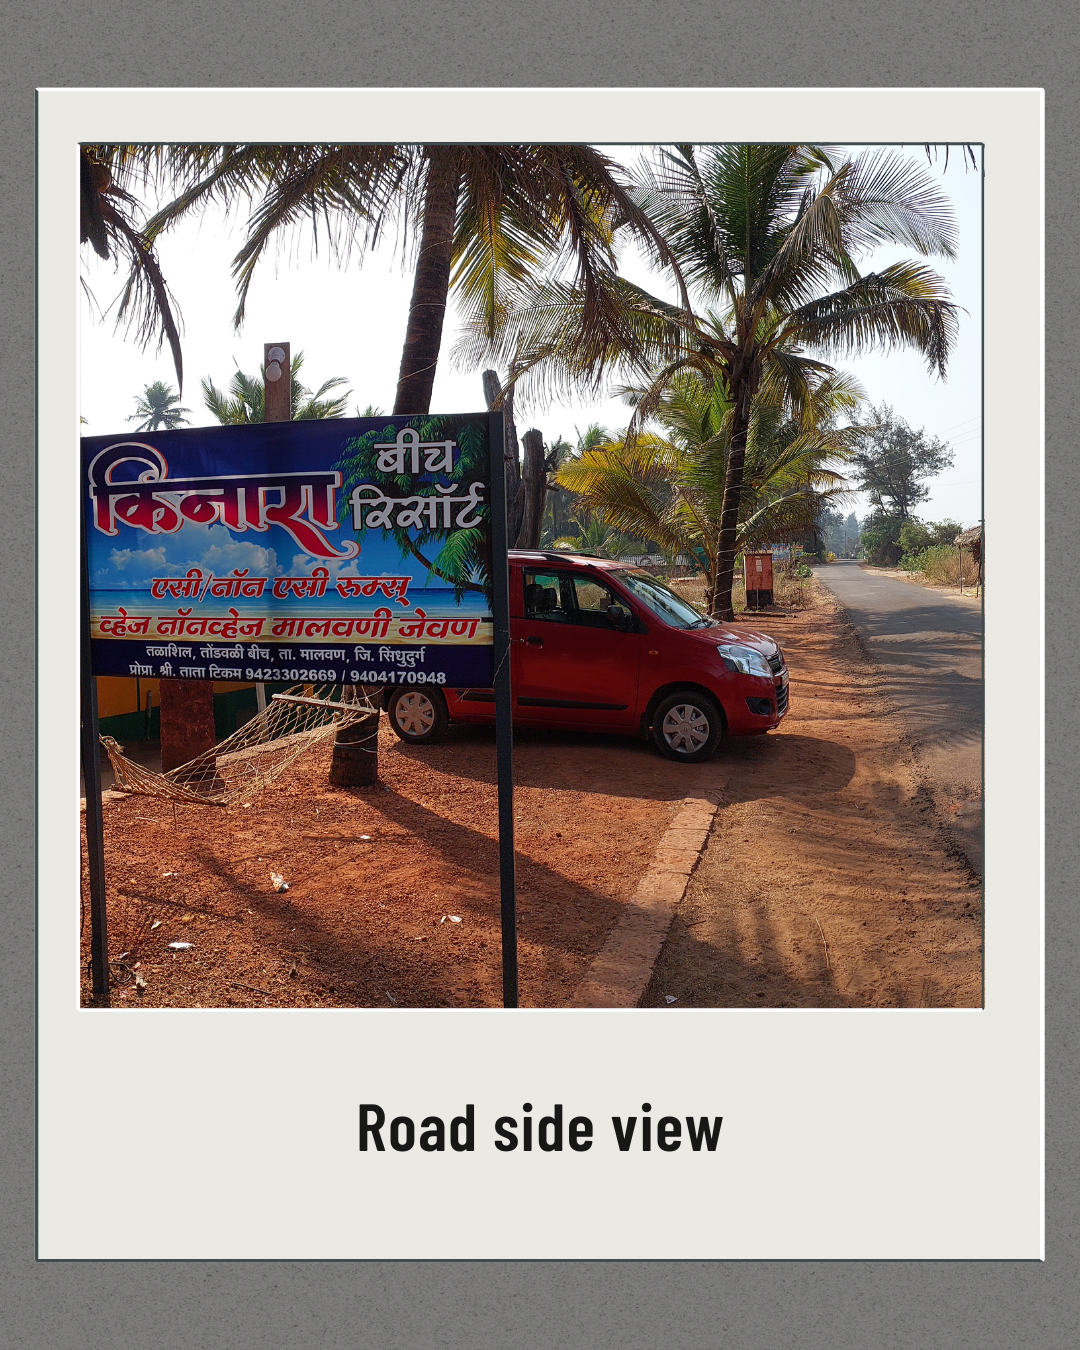 किनारा
बीच
रिसॉर्ट
एसी/नॉन एसी रुम्स्
व्हेज नॉनव्हेज मालवणी जेवण
तळाशिल, तोंडवळी बीच, ता. मालवण, जि. सिंधुदुर्ग
प्रोप्रा. श्री. ताता टिकम 9423302669 / 9404170948
Road side view